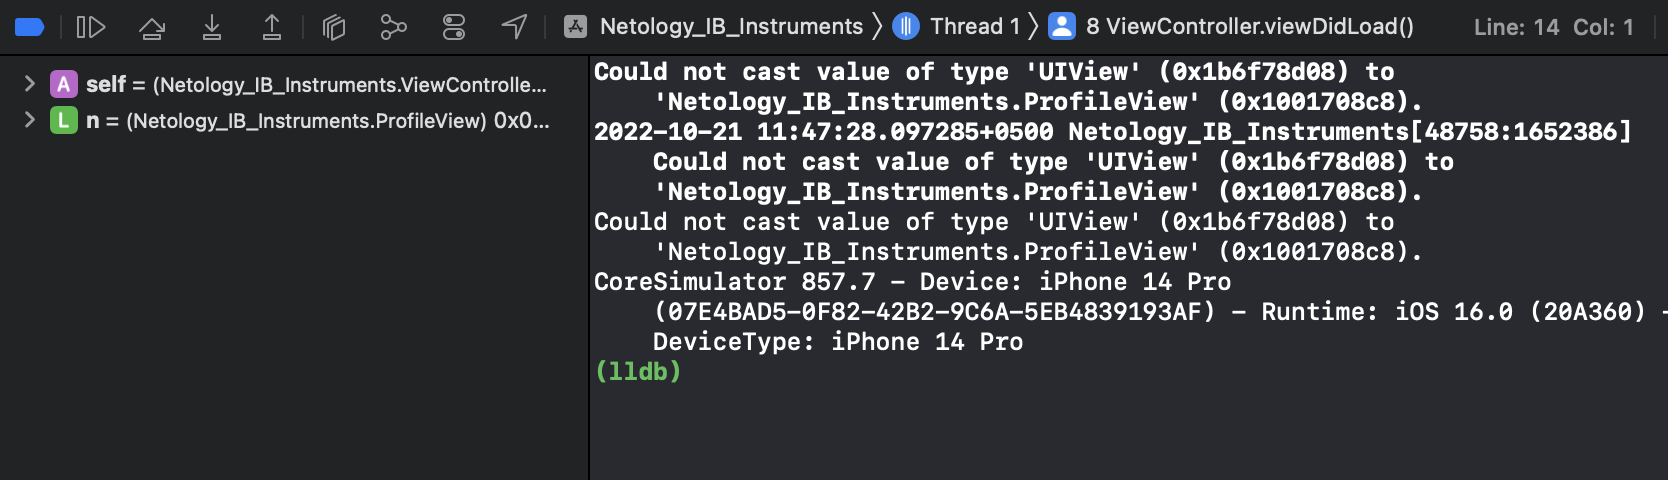 Netology_IB_Instruments Thread 1 8 ViewController.viewDidLoad() Line: 14 Col: 1
A self = (Netology_IB_Instruments.ViewControlle...
L n = (Netology_IB_Instruments.ProfileView) 0x0...
Could not cast value of type 'UIView' (0x1b6f78d08) to
'Netology_IB_Instruments.ProfileView' (0x1001708c8).
2022-10-21 11:47:28.097285+0500 Netology_IB_Instruments[48758:1652386]
Could not cast value of type 'UIView' (0x1b6f78d08) to
'Netology_IB_Instruments.ProfileView' (0x1001708c8).
Could not cast value of type 'UIView' (0x1b6f78d08) to
'Netology_IB_Instruments.ProfileView' (0x1001708c8).
CoreSimulator 857.7 - Device: iPhone 14 Pro
(07E4BAD5-0F82-42B2-9C6A-5EB4839193AF) - Runtime: iOS 16.0 (20A360) -
DeviceType: iPhone 14 Pro
(lldb)